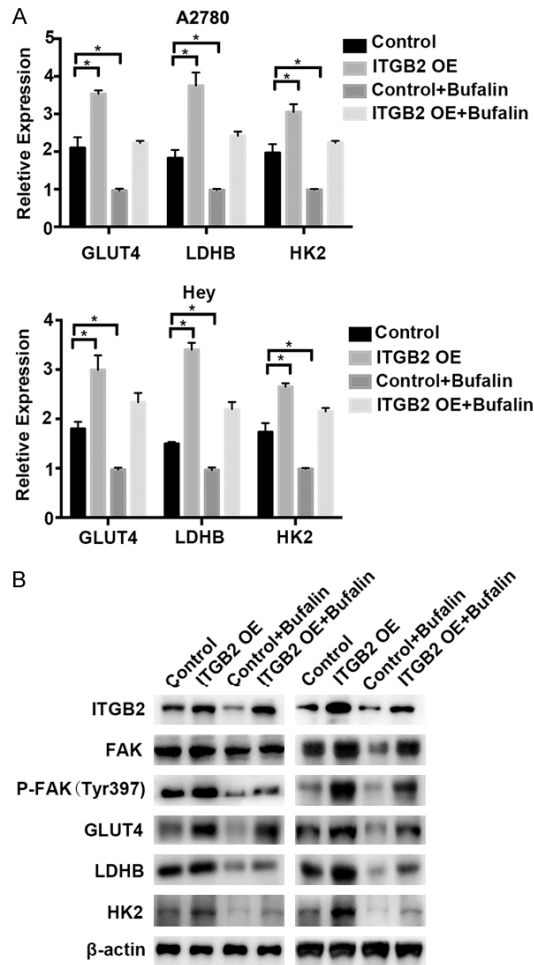 A
A2780
Reletive Expression
5
4
3
2
1
0
* * * * * *
GLUT4 LDHB HK2
Control
ITGB2 OE
Control+Bufalin
ITGB2 OE+Bufalin
Hey
Reletive Expression
4
3
2
1
0
* * * * * *
GLUT4 LDHB HK2
Control
ITGB2 OE
Control+Bufalin
ITGB2 OE+Bufalin
B
Control ITGB2 OE Control+Bufalin ITGB2 OE+Bufalin Control ITGB2 OE Control+Bufalin ITGB2 OE+Bufalin
ITGB2
FAK
P-FAK(Tyr397)
GLUT4
LDHB
HK2
β-actin